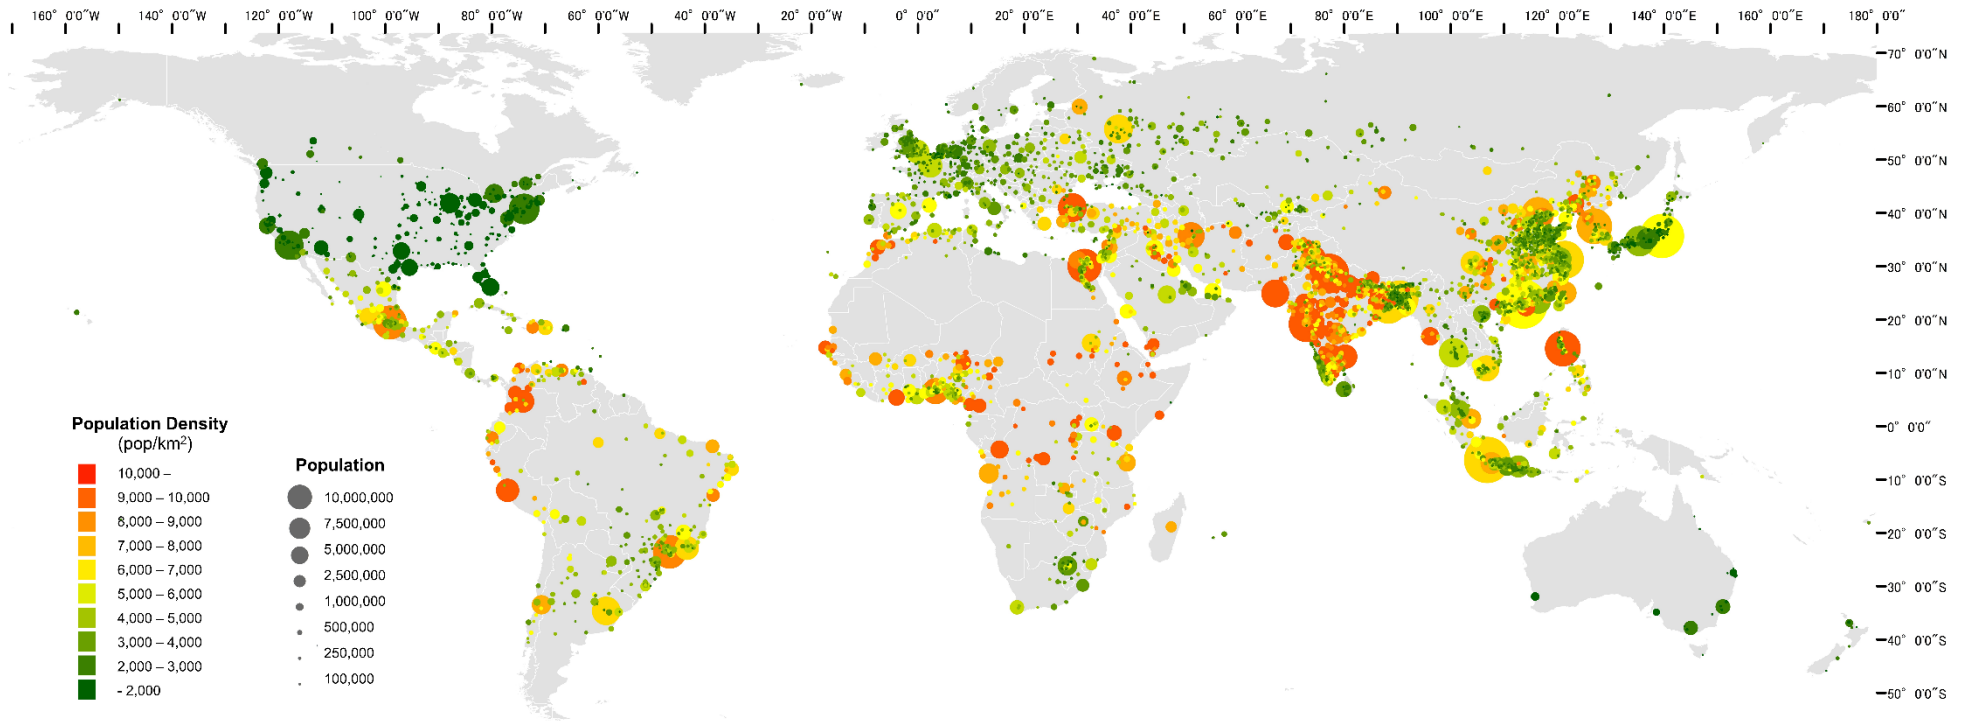 160° 0'0"W 140° 0'0"W 120° 0'0"W 100° 0'0"W 80° 0'0"W 60° 0'0"W 40° 0'0"W 20° 0'0"W 0° 0'0" 20° 0'0"E 40° 0'0"E 60° 0'0"E 80° 0'0"E 100° 0'0"E 120° 0'0"E 140° 0'0"E 160° 0'0"E 180° 0'0"
70° 0'0"N
60° 0'0"N
50° 0'0"N
40° 0'0"N
30° 0'0"N
20° 0'0"N
10° 0'0"N
0° 0'0"
10° 0'0"S
20° 0'0"S
30° 0'0"S
40° 0'0"S
50° 0'0"S
Population Density
(pop/km²)
10,000 –
9,000 – 10,000
8,000 – 9,000
7,000 – 8,000
6,000 – 7,000
5,000 – 6,000
4,000 – 5,000
3,000 – 4,000
2,000 – 3,000
- 2,000
Population
10,000,000
7,500,000
5,000,000
2,500,000
1,000,000
500,000
250,000
100,000